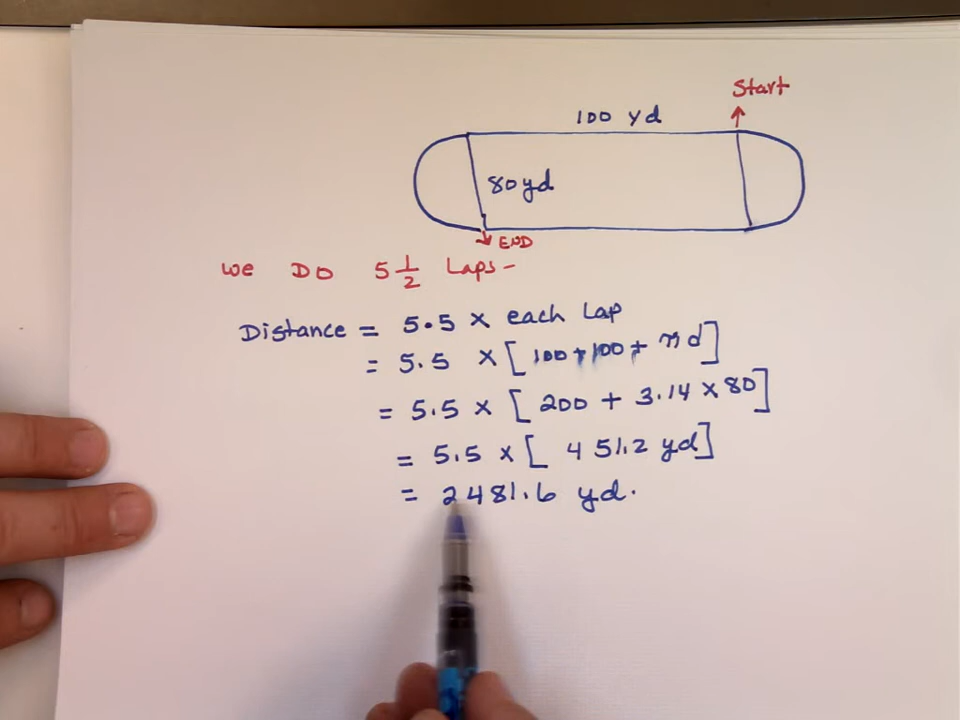 Start
100 yd
80yd
END
WE DO 5 1/2 Laps-
Distance = 5.5 × each Lap
= 5.5 × [100+100+ πd]
= 5.5 × [200 + 3.14 × 80]
= 5.5 × [ 451.2 yd]
= 2481.6 yd.